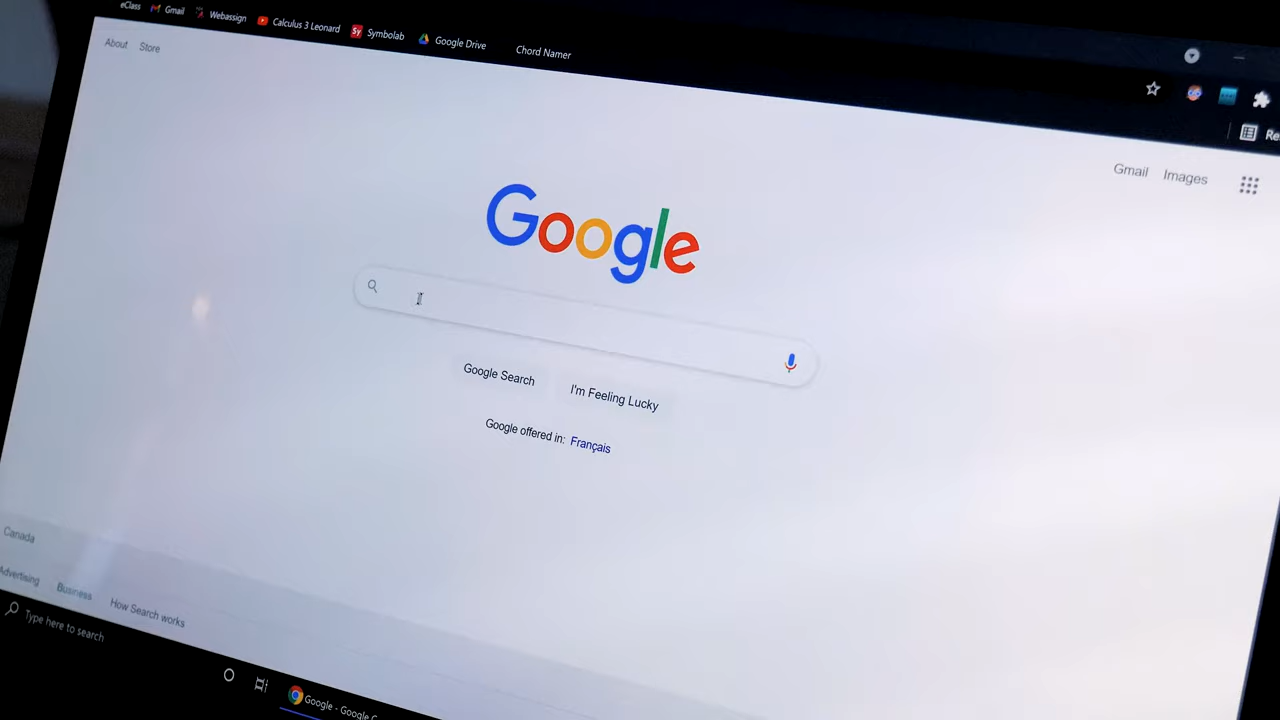 eClass Gmail Webassign Calculus 3 Leonard Symbolab Google Drive Chord Namer
About Store
Re
Gmail Images
Google
Google Search I'm Feeling Lucky
Google offered in: Français
Canada
Advertising Business How Search works
Type here to search
Google - Google C